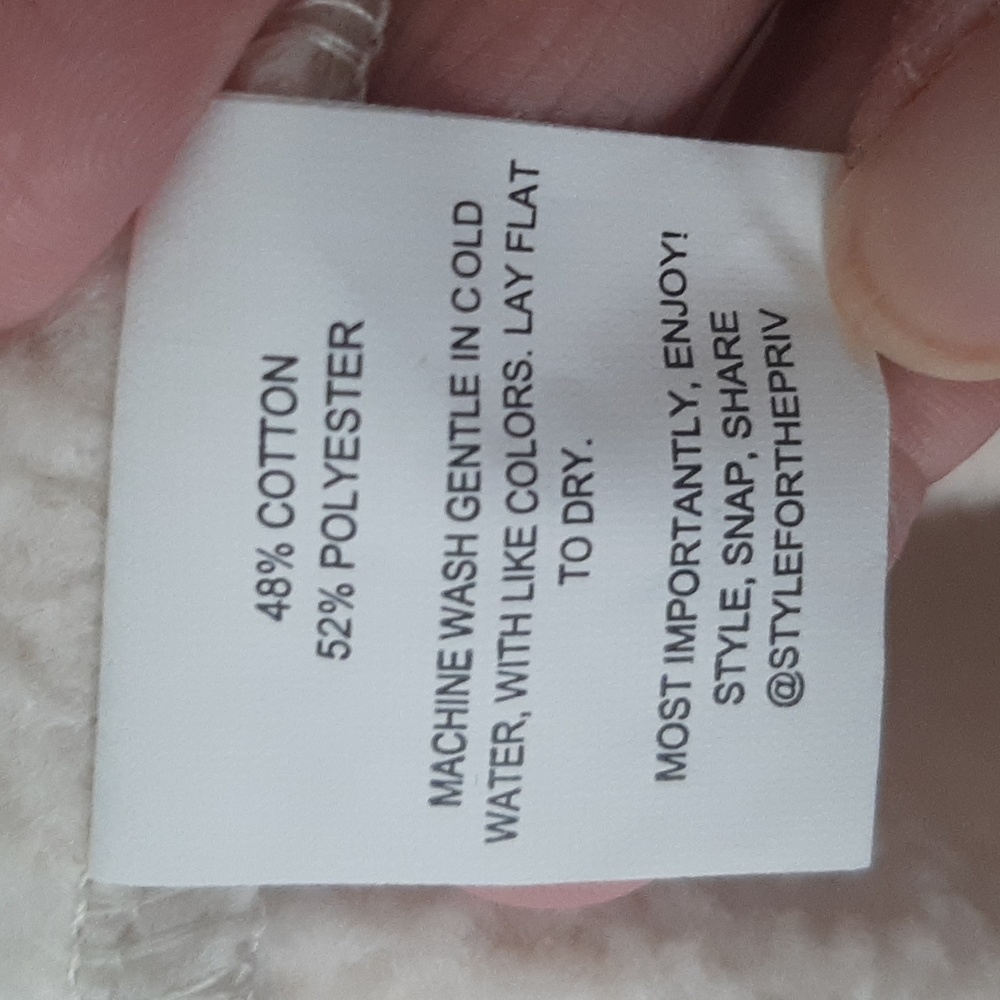 48% COTTON
52% POLYESTER
MACHINE WASH GENTLE IN COLD
WATER, WITH LIKE COLORS. LAY FLAT
TO DRY.
MOST IMPORTANTLY, ENJOY!
STYLE, SNAP, SHARE
@STYLEFORTHEPRIV